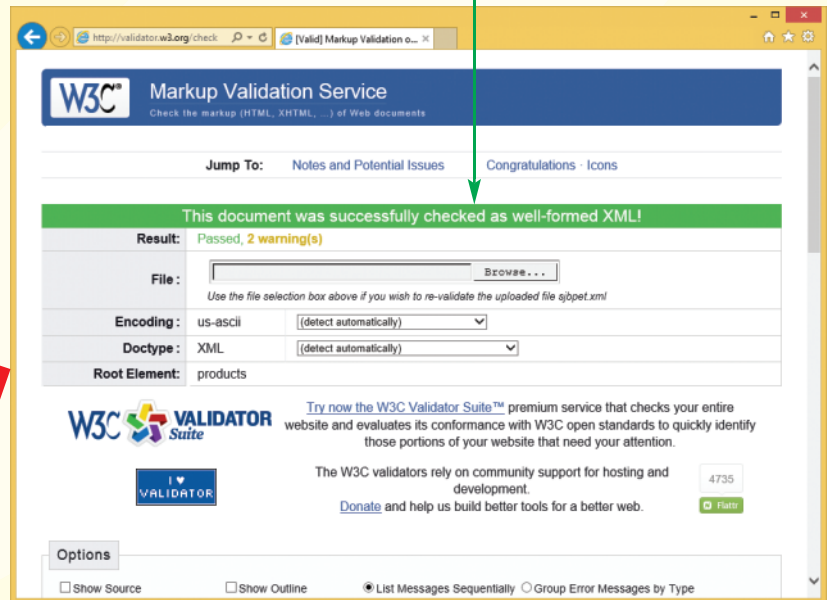 http://validator.w3.org/check
[Valid] Markup Validation o... ×
W3C® Markup Validation Service
Check the markup (HTML, XHTML, ...) of Web documents
Jump To: Notes and Potential Issues Congratulations · Icons
This document was successfully checked as well-formed XML!
Result: Passed, 2 warning(s)
File : Browse...
Use the file selection box above if you wish to re-validate the uploaded file sjbpet.xml
Encoding : us-ascii (detect automatically)
Doctype : XML (detect automatically)
Root Element: products
W3C VALIDATOR Suite
Try now the W3C Validator Suite™ premium service that checks your entire
website and evaluates its conformance with W3C open standards to quickly identify
those portions of your website that need your attention.
I ♥ VALIDATOR
The W3C validators rely on community support for hosting and
development.
Donate and help us build better tools for a better web.
4735
Flattr
Options
Show Source Show Outline List Messages Sequentially Group Error Messages by Type